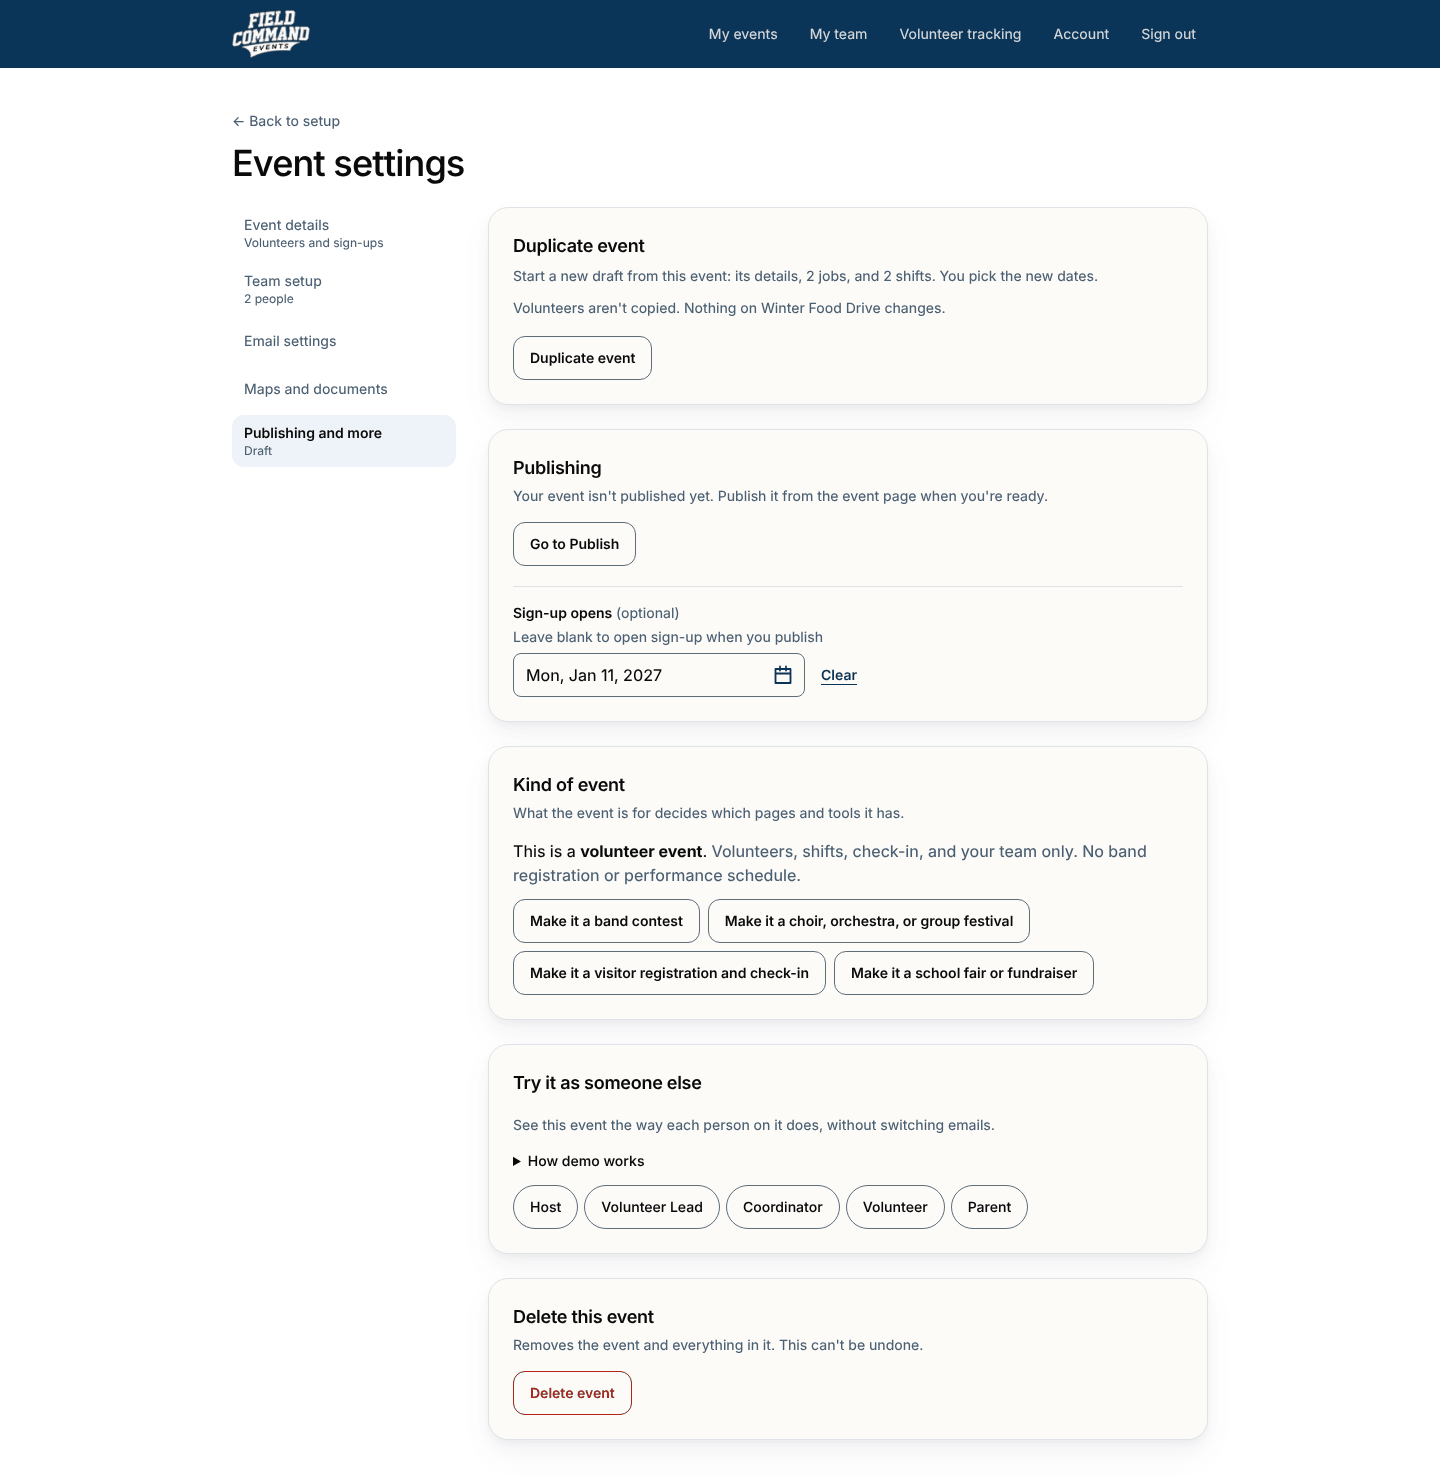 FIELD
COMMAND
EVENTS
My events
My team
Volunteer tracking
Account
Sign out
← Back to setup
Event settings
Event details
Volunteers and sign-ups
Team setup
2 people
Email settings
Maps and documents
Publishing and more
Draft
Duplicate event
Start a new draft from this event: its details, 2 jobs, and 2 shifts. You pick the new dates.
Volunteers aren't copied. Nothing on Winter Food Drive changes.
Duplicate event
Publishing
Your event isn't published yet. Publish it from the event page when you're ready.
Go to Publish
Sign-up opens (optional)
Leave blank to open sign-up when you publish
Mon, Jan 11, 2027
Clear
Kind of event
What the event is for decides which pages and tools it has.
This is a volunteer event. Volunteers, shifts, check-in, and your team only. No band
registration or performance schedule.
Make it a band contest
Make it a choir, orchestra, or group festival
Make it a visitor registration and check-in
Make it a school fair or fundraiser
Try it as someone else
See this event the way each person on it does, without switching emails.
How demo works
Host
Volunteer Lead
Coordinator
Volunteer
Parent
Delete this event
Removes the event and everything in it. This can't be undone.
Delete event